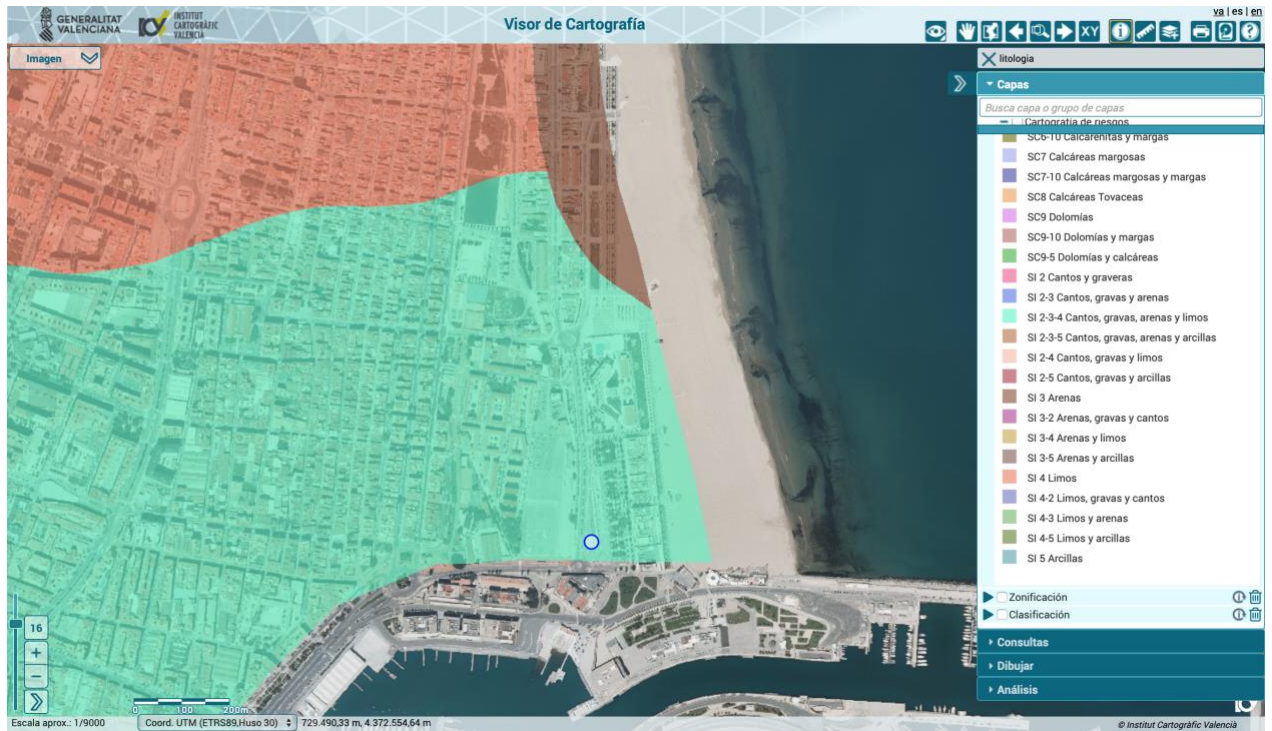 GENERALITAT
VALENCIANA
INSTITUT
CARTOGRÀFIC
VALENCIÀ
Visor de Cartografía
va | es | en
XY
Imagen
litologia
Capas
Busca capa o grupo de capas
Cartografía de riesgos
SC6-10 Calcarenitas y margas
SC7 Calcáreas margosas
SC7-10 Calcáreas margosas y margas
SC8 Calcáreas Tovaceas
SC9 Dolomías
SC9-10 Dolomías y margas
SC9-5 Dolomías y calcáreas
SI 2 Cantos y graveras
SI 2-3 Cantos, gravas y arenas
SI 2-3-4 Cantos, gravas, arenas y limos
SI 2-3-5 Cantos, gravas, arenas y arcillas
SI 2-4 Cantos, gravas y limos
SI 2-5 Cantos, gravas y arcillas
SI 3 Arenas
SI 3-2 Arenas, gravas y cantos
SI 3-4 Arenas y limos
SI 3-5 Arenas y arcillas
SI 4 Limos
SI 4-2 Limos, gravas y cantos
SI 4-3 Limos y arenas
SI 4-5 Limos y arcillas
SI 5 Arcillas
Zonificación
Clasificación
Consultas
Dibujar
Análisis
16
0 100 200m
Escala aprox.: 1/9000
Coord. UTM (ETRS89,Huso 30)
729.490,33 m, 4.372.554,64 m
© Institut Cartogràfic Valencià